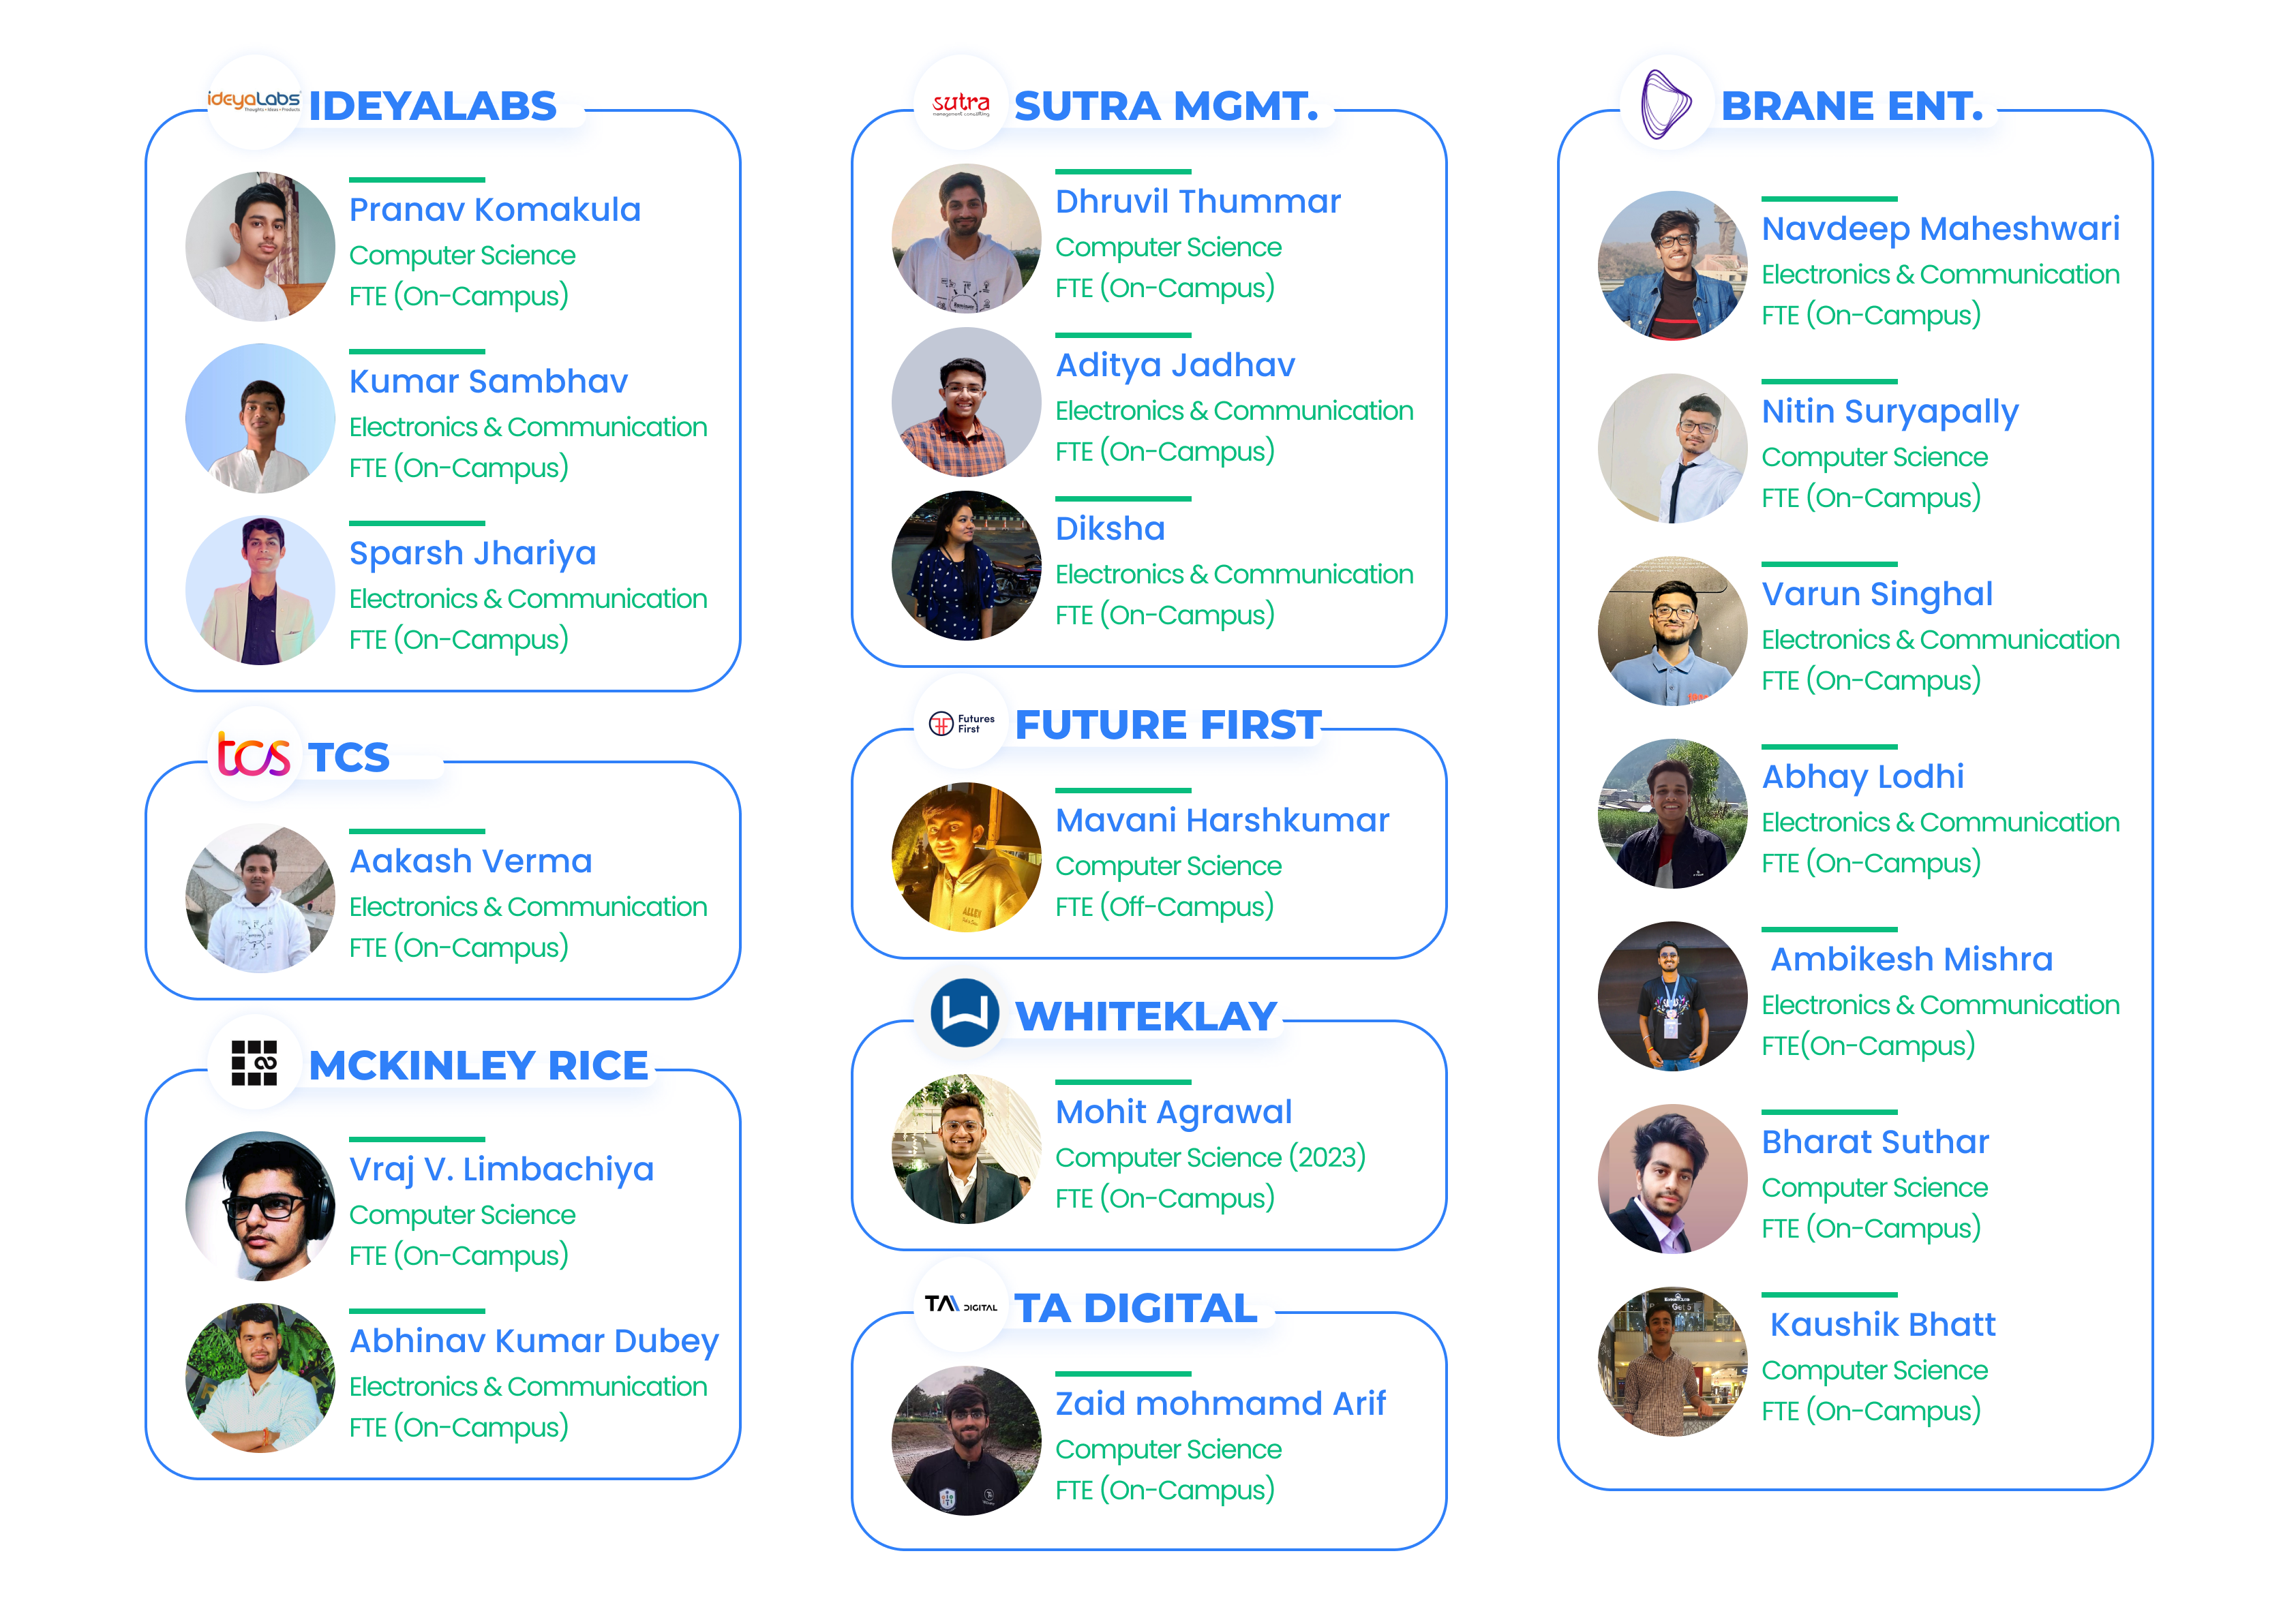 ideyaLabs
Thoughts • Ideas • Products
IDEYALABS
Pranav Komakula
Computer Science
FTE (On-Campus)
Kumar Sambhav
Electronics & Communication
FTE (On-Campus)
Sparsh Jhariya
Electronics & Communication
FTE (On-Campus)
tcs
TCS
Aakash Verma
Electronics & Communication
FTE (On-Campus)
MCKINLEY RICE
Vraj V. Limbachiya
Computer Science
FTE (On-Campus)
Abhinav Kumar Dubey
Electronics & Communication
FTE (On-Campus)
sutra
management consulting
SUTRA MGMT.
Dhruvil Thummar
Computer Science
FTE (On-Campus)
Aditya Jadhav
Electronics & Communication
FTE (On-Campus)
Diksha
Electronics & Communication
FTE (On-Campus)
Futures
First
FUTURE FIRST
Mavani Harshkumar
Computer Science
FTE (Off-Campus)
ALLEN
WHITEKLAY
Mohit Agrawal
Computer Science (2023)
FTE (On-Campus)
TA DIGITAL
TA DIGITAL
Zaid mohmamd Arif
Computer Science
FTE (On-Campus)
BRANE ENT.
Navdeep Maheshwari
Electronics & Communication
FTE (On-Campus)
Nitin Suryapally
Computer Science
FTE (On-Campus)
Varun Singhal
Electronics & Communication
FTE (On-Campus)
Abhay Lodhi
Electronics & Communication
FTE (On-Campus)
Ambikesh Mishra
Electronics & Communication
FTE(On-Campus)
Bharat Suthar
Computer Science
FTE (On-Campus)
Kaushik Bhatt
Computer Science
FTE (On-Campus)